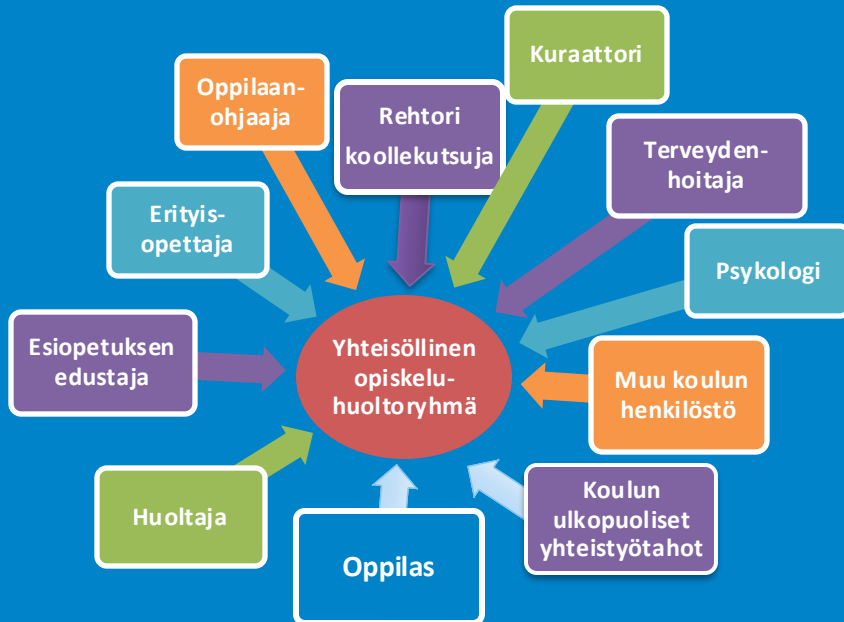 Kuraattori
Oppilaan-
ohjaaja
Rehtori
koollekutsuja
Terveyden-
hoitaja
Erityis-
opettaja
Psykologi
Esiopetuksen
edustaja
Yhteisöllinen
opiskelu-
huoltoryhmä
Muu koulun
henkilöstö
Huoltaja
Oppilas
Koulun
ulkopuoliset
yhteistyötahot